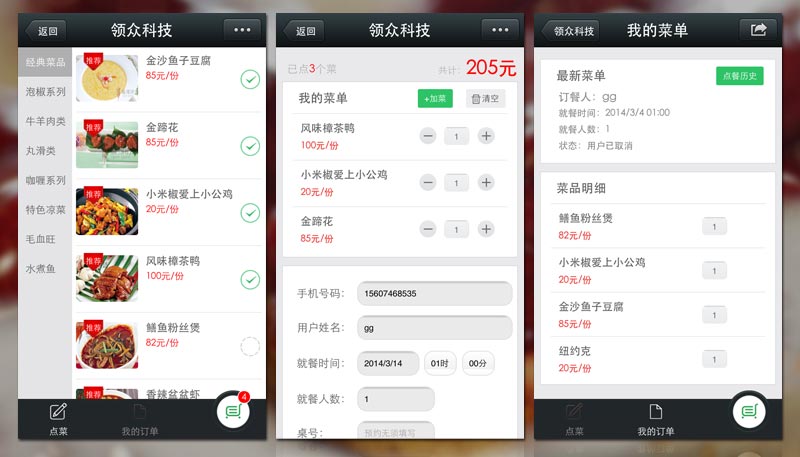 返回
领众科技
经典菜品
泡椒系列
牛羊肉类
丸滑类
咖喱系列
特色凉菜
毛血旺
水煮鱼
推荐
金沙鱼子豆腐
85元/份
推荐
金蹄花
85元/份
推荐
小米椒爱上小公鸡
20元/份
推荐
风味樟茶鸭
100元/份
推荐
鳝鱼粉丝煲
82元/份
推荐
香辣盆盆虾
点菜
我的订单
4
返回
领众科技
已点3个菜
共计：205元
我的菜单
+加菜
清空
风味樟茶鸭
100元/份
1
小米椒爱上小公鸡
20元/份
1
金蹄花
85元/份
1
手机号码：
15607468535
用户姓名：
gg
就餐时间：
2014/3/14
01时
00分
就餐人数：
1
桌号：
预约无须填写
领众科技
我的菜单
最新菜单
点餐历史
订餐人：gg
就餐时间：2014/3/4 01:00
就餐人数：1
状态：用户已取消
菜品明细
鳝鱼粉丝煲
82元/份
1
小米椒爱上小公鸡
20元/份
1
金沙鱼子豆腐
85元/份
1
纽约克
20元/份
1
点菜
我的订单